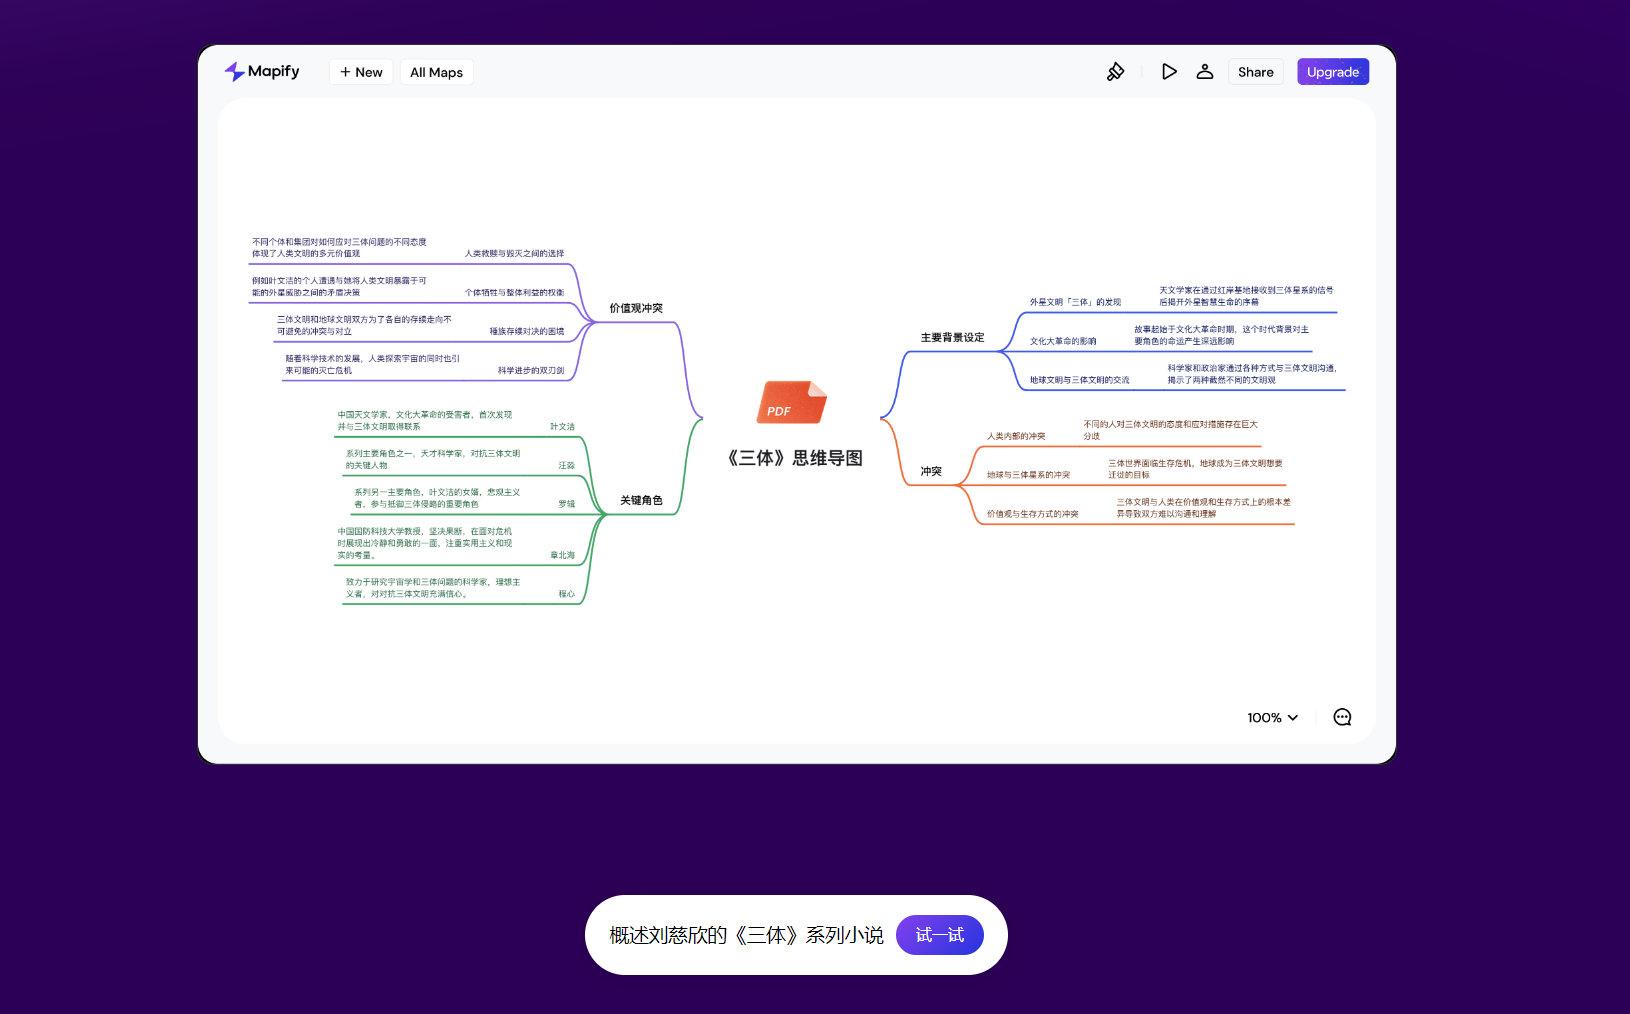 Mapify
+ New
All Maps
Share
Upgrade
不同个体和集团对如何应对三体问题的不同态度
体现了人类文明的多元价值观
人类救赎与毁灭之间的选择
例如叶文洁的个人遭遇与她将人类文明暴露于可
能的外星威胁之间的矛盾决策
个体牺牲与整体利益的权衡
三体文明和地球文明双方为了各自的存续走向不
可避免的冲突与对立
種族存续对决的困境
随着科学技术的发展，人类探索宇宙的同时也引
来可能的灭亡危机
科学进步的双刃剑
价值观冲突
中国天文学家，文化大革命的受害者，首次发现
并与三体文明取得联系
叶文洁
系列主要角色之一，天才科学家，对抗三体文明
的关键人物
汪淼
系列另一主要角色，叶文洁的女婿，悲观主义
者，参与抵御三体侵略的重要角色
罗辑
中国国防科技大学教授，坚决果断，在面对危机
时展现出冷静和勇敢的一面，注重实用主义和现
实的考量。
章北海
致力于研究宇宙学和三体问题的科学家，理想主
义者，对对抗三体文明充满信心。
程心
关键角色
PDF
《三体》思维导图
主要背景设定
外星文明「三体」的发现
天文学家在通过红岸基地接收到三体星系的信号
后揭开外星智慧生命的序幕
文化大革命的影响
故事起始于文化大革命时期，这个时代背景对主
要角色的命运产生深远影响
地球文明与三体文明的交流
科学家和政治家通过各种方式与三体文明沟通，
揭示了两种截然不同的文明观
冲突
人类内部的冲突
不同的人对三体文明的态度和应对措施存在巨大
分歧
地球与三体星系的冲突
三体世界面临生存危机，地球成为三体文明想要
迁徙的目标
价值观与生存方式的冲突
三体文明与人类在价值观和生存方式上的根本差
异导致双方难以沟通和理解
100%
概述刘慈欣的《三体》系列小说
试一试